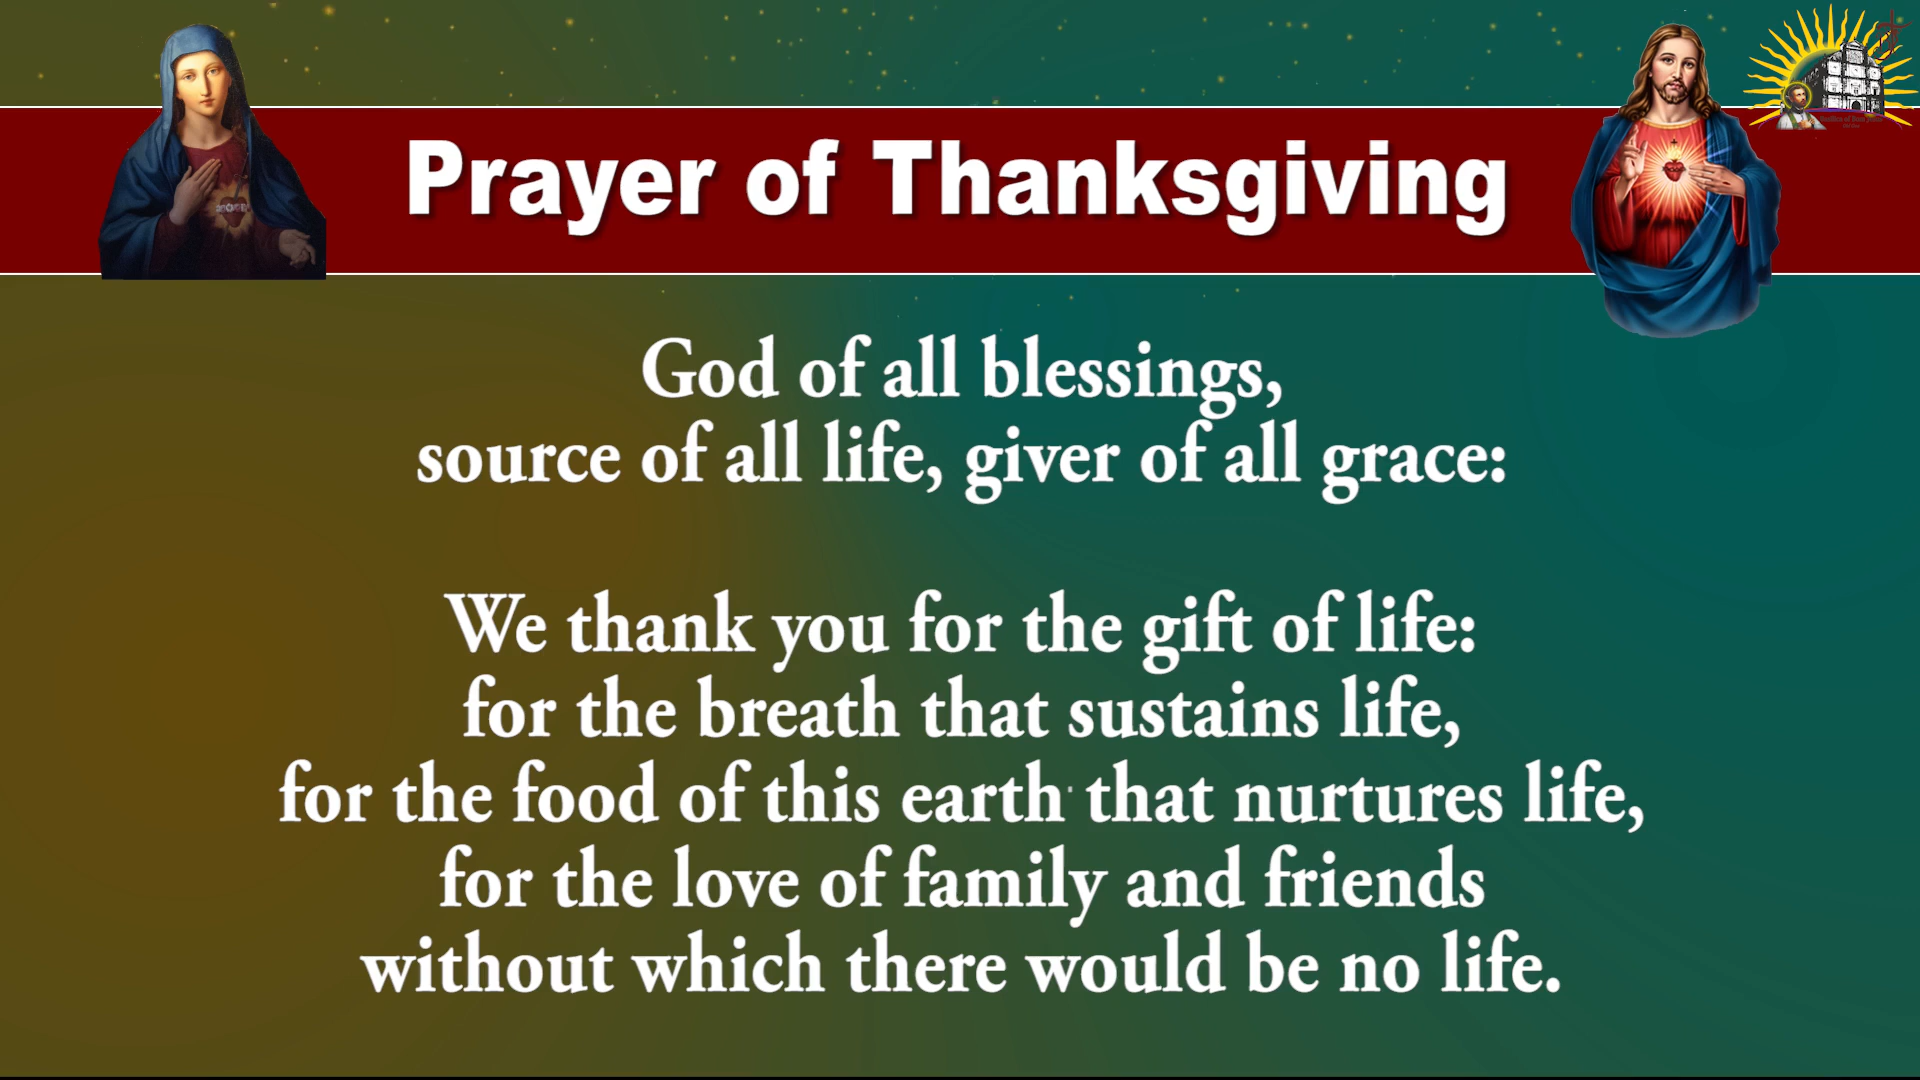 Prayer of Thanksgiving
God of all blessings,
source of all life, giver of all grace:
We thank you for the gift of life:
for the breath that sustains life,
for the food of this earth that nurtures life,
for the love of family and friends
without which there would be no life.